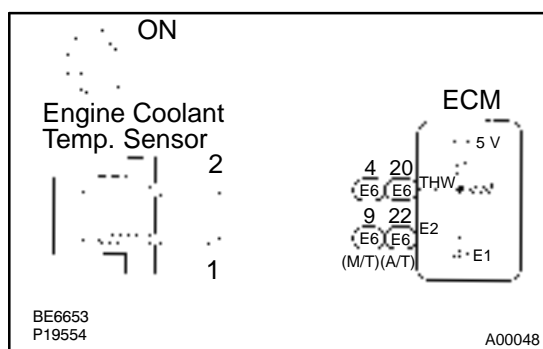 ON
Engine Coolant
Temp. Sensor
ECM
5 V
2
4 20
THW
E6 E6
9 22
E2
E6 E6
E1
1
(M/T) (A/T)
BE6653
P19554
A00048